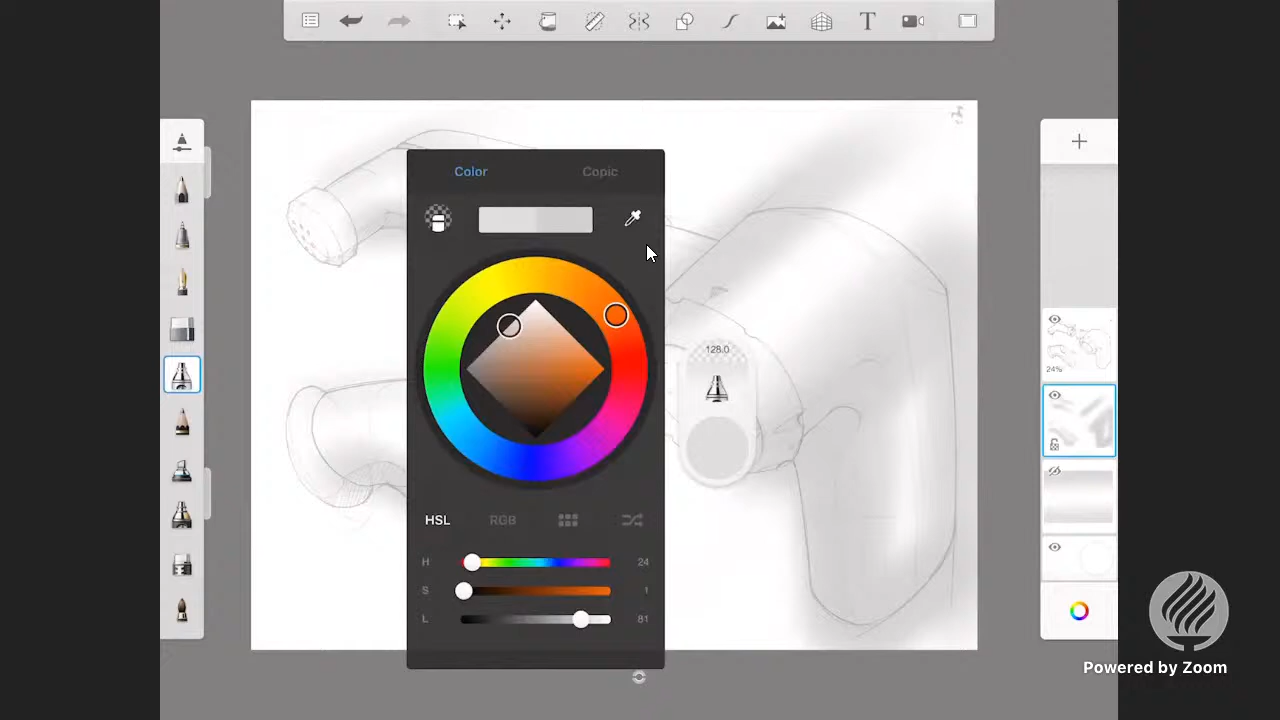 T
Color
Copic
128.0
24%
HSL
RGB
H
24
S
1
L
81
Powered by Zoom